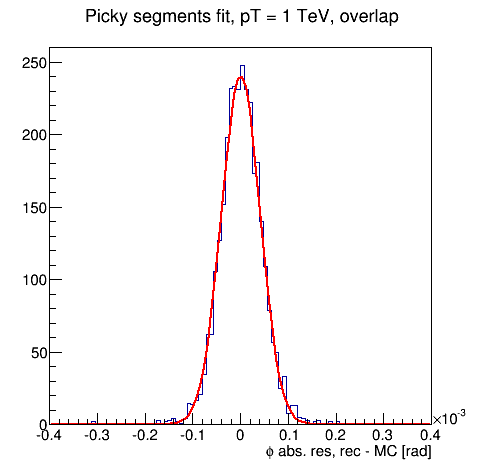 Picky segments fit, pT = 1 TeV, overlap
250
200
150
100
50
0
-0.4 -0.3 -0.2 -0.1 0 0.1 0.2 0.3 0.4
×10⁻³
ϕ abs. res, rec - MC [rad]